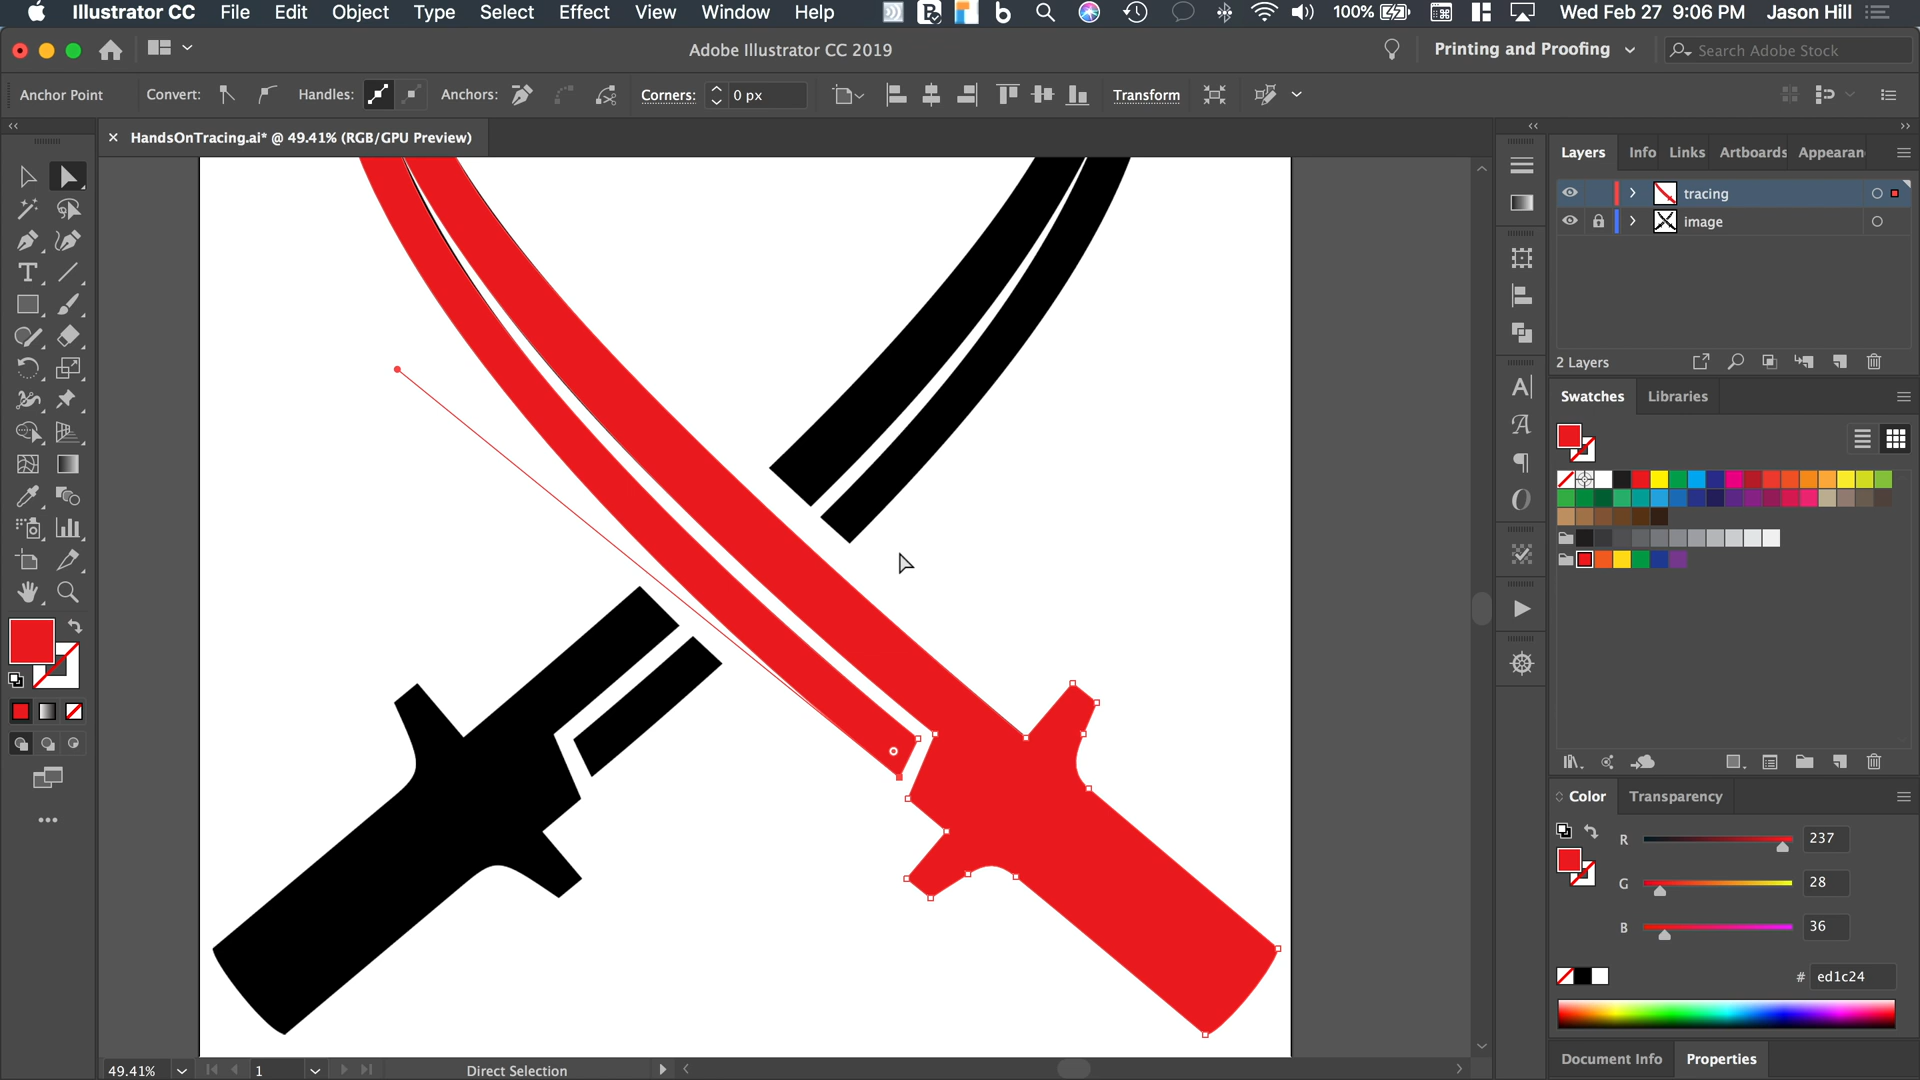 Illustrator CC File Edit Object Type Select Effect View Window Help 100% Wed Feb 27 9:06 PM Jason Hill
Adobe Illustrator CC 2019 Printing and Proofing Search Adobe Stock
Anchor Point Convert: Handles: Anchors: Corners: 0 px Transform
× HandsOnTracing.ai* @ 49.41% (RGB/GPU Preview)
Layers Info Links Artboards Appearan
tracing
image
2 Layers
Swatches Libraries
Color Transparency
R 237
G 28
B 36
# ed1c24
Document Info Properties
49.41% 1 Direct Selection